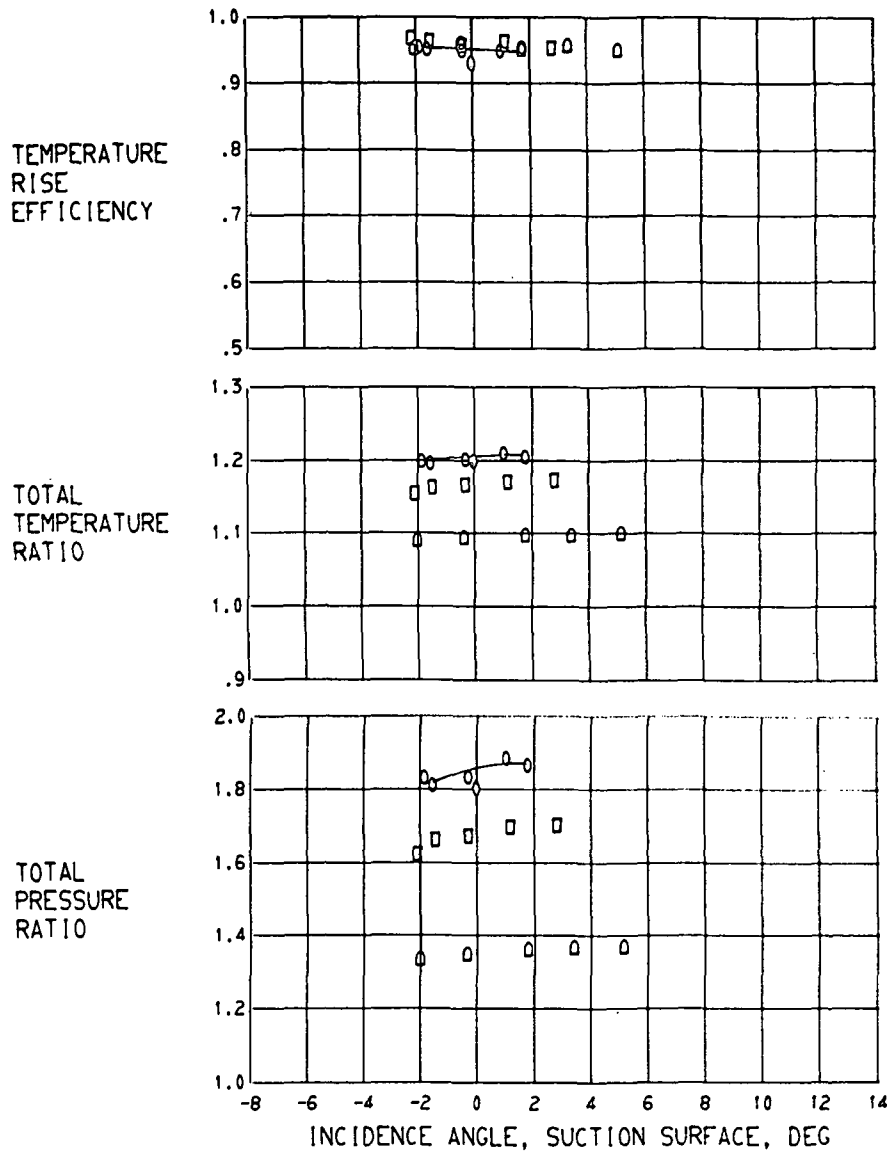 1.0
.9
TEMPERATURE
RISE
EFFICIENCY
.8
.7
.6
.5
1.3
1.2
TOTAL
TEMPERATURE
RATIO
1.1
1.0
.9
2.0
1.8
1.6
TOTAL
PRESSURE
RATIO
1.4
1.2
1.0
-8 -6 -4 -2 0 2 4 6 8 10 12 14
INCIDENCE ANGLE, SUCTION SURFACE, DEG